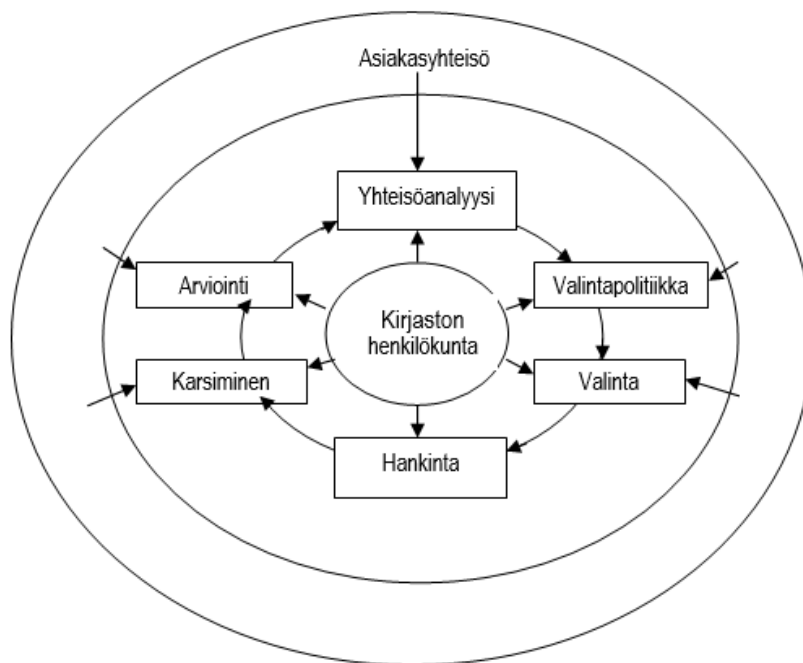 Asiakasyhteisö
Yhteisöanalyysi
Arviointi
Valintapolitiikka
Kirjaston
henkilökunta
Karsiminen
Valinta
Hankinta